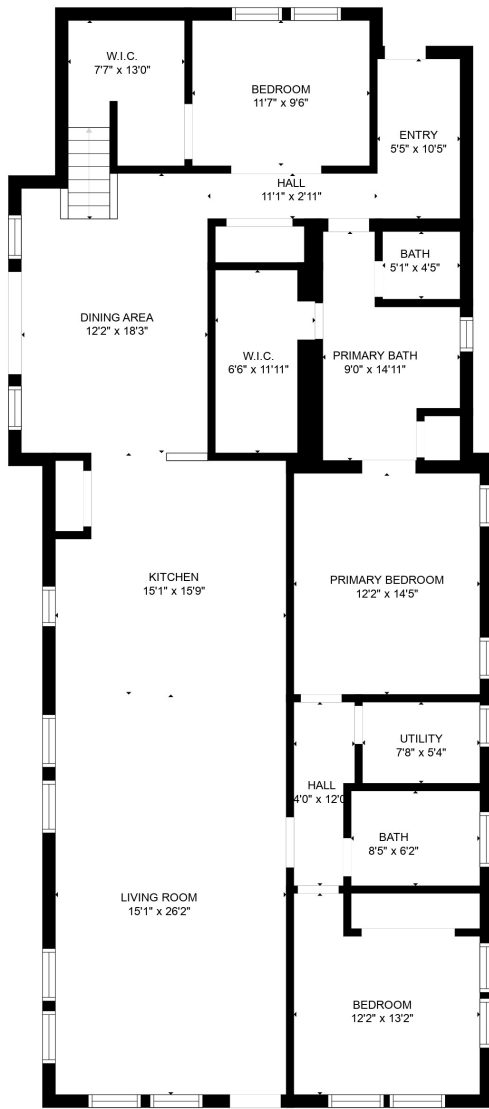 W.I.C.
7'7" x 13'0"
BEDROOM
11'7" x 9'6"
ENTRY
5'5" x 10'5"
HALL
11'1" x 2'11"
BATH
5'1" x 4'5"
DINING AREA
12'2" x 18'3"
W.I.C.
6'6" x 11'11"
PRIMARY BATH
9'0" x 14'11"
KITCHEN
15'1" x 15'9"
PRIMARY BEDROOM
12'2" x 14'5"
UTILITY
7'8" x 5'4"
HALL
4'0" x 12'0
BATH
8'5" x 6'2"
LIVING ROOM
15'1" x 26'2"
BEDROOM
12'2" x 13'2"